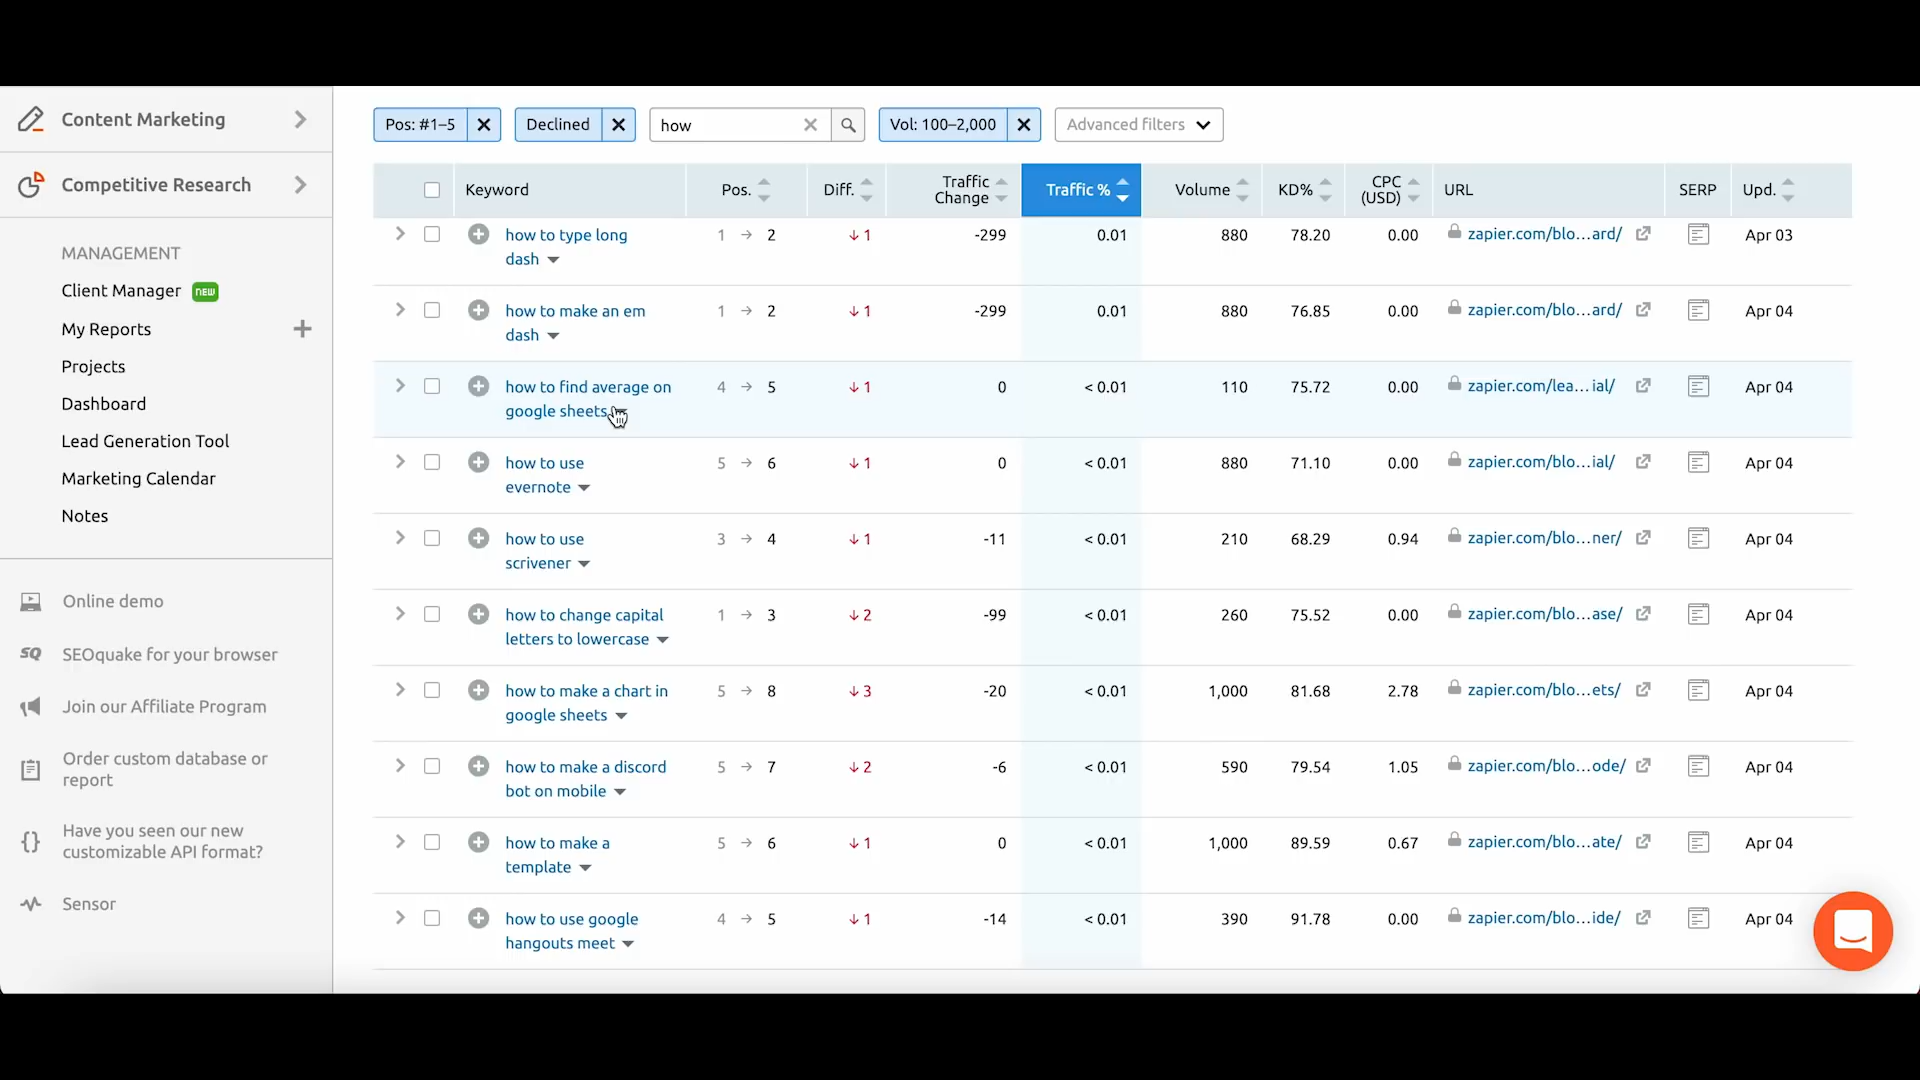 Content Marketing
Competitive Research
MANAGEMENT
Client Manager NEW
My Reports
Projects
Dashboard
Lead Generation Tool
Marketing Calendar
Notes
Online demo
SQ SEOquake for your browser
Join our Affiliate Program
Order custom database or
report
Have you seen our new
customizable API format?
Sensor
Pos: #1–5 Declined how Vol: 100–2,000 Advanced filters
Keyword Pos. Diff. Traffic Change Traffic % Volume KD% CPC (USD) URL SERP Upd.
how to type long 1 → 2 ↓ 1 -299 0.01 880 78.20 0.00 zapier.com/blo...ard/ Apr 03
dash
how to make an em 1 → 2 ↓ 1 -299 0.01 880 76.85 0.00 zapier.com/blo...ard/ Apr 04
dash
how to find average on 4 → 5 ↓ 1 0 < 0.01 110 75.72 0.00 zapier.com/lea...ial/ Apr 04
google sheets
how to use 5 → 6 ↓ 1 0 < 0.01 880 71.10 0.00 zapier.com/blo...ial/ Apr 04
evernote
how to use 3 → 4 ↓ 1 -11 < 0.01 210 68.29 0.94 zapier.com/blo...ner/ Apr 04
scrivener
how to change capital 1 → 3 ↓ 2 -99 < 0.01 260 75.52 0.00 zapier.com/blo...ase/ Apr 04
letters to lowercase
how to make a chart in 5 → 8 ↓ 3 -20 < 0.01 1,000 81.68 2.78 zapier.com/blo...ets/ Apr 04
google sheets
how to make a discord 5 → 7 ↓ 2 -6 < 0.01 590 79.54 1.05 zapier.com/blo...ode/ Apr 04
bot on mobile
how to make a 5 → 6 ↓ 1 0 < 0.01 1,000 89.59 0.67 zapier.com/blo...ate/ Apr 04
template
how to use google 4 → 5 ↓ 1 -14 < 0.01 390 91.78 0.00 zapier.com/blo...ide/ Apr 04
hangouts meet